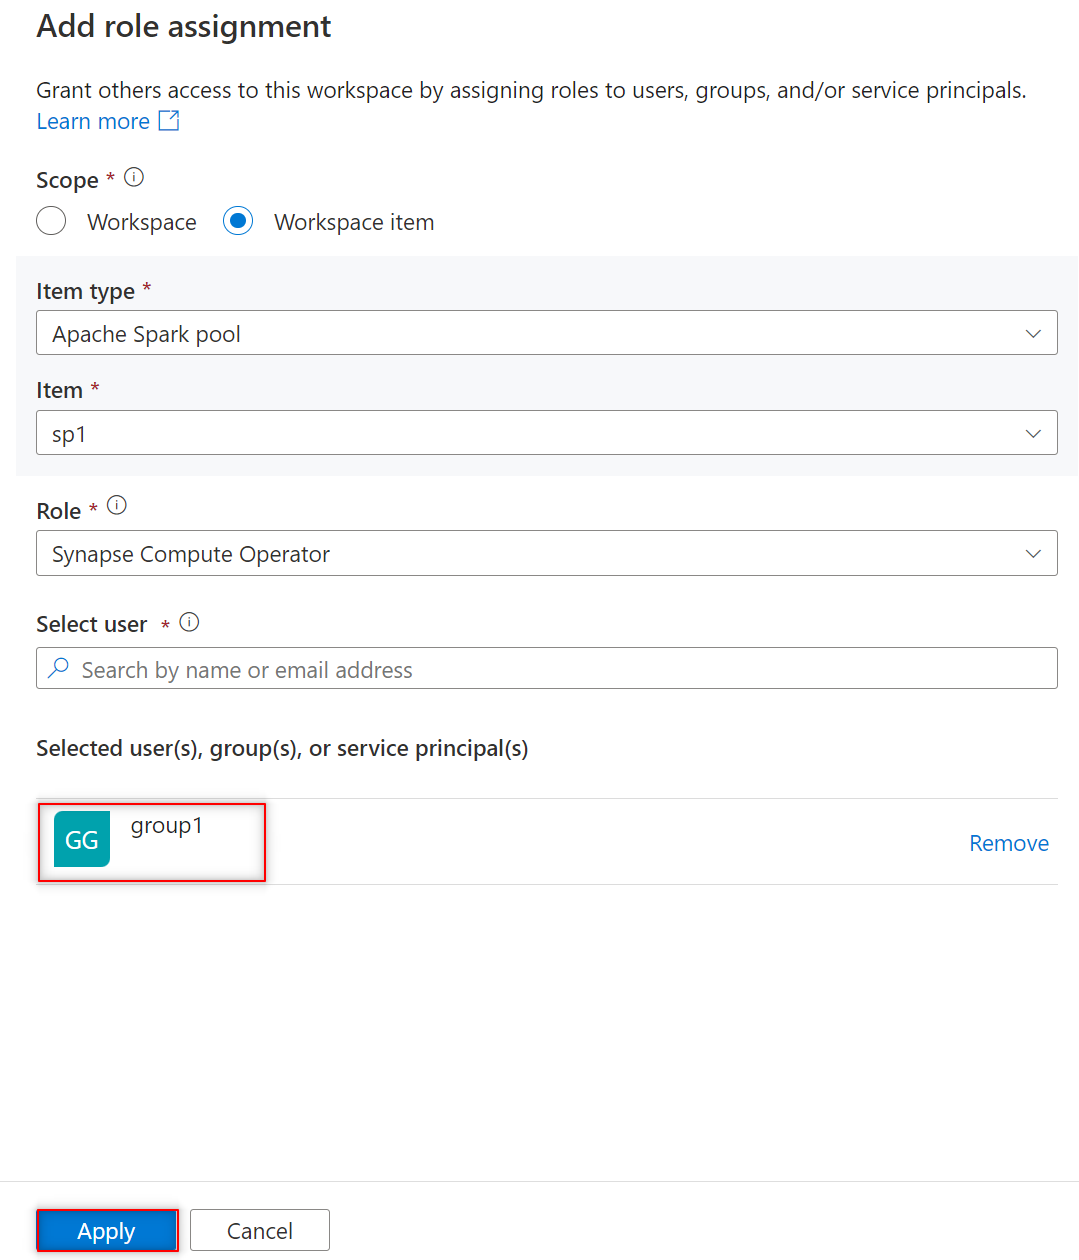 Add role assignment
Grant others access to this workspace by assigning roles to users, groups, and/or service principals.
Learn more
Scope *
Workspace
Workspace item
Item type *
Apache Spark pool
Item *
sp1
Role *
Synapse Compute Operator
Select user *
Search by name or email address
Selected user(s), group(s), or service principal(s)
GG
group1
Remove
Apply
Cancel